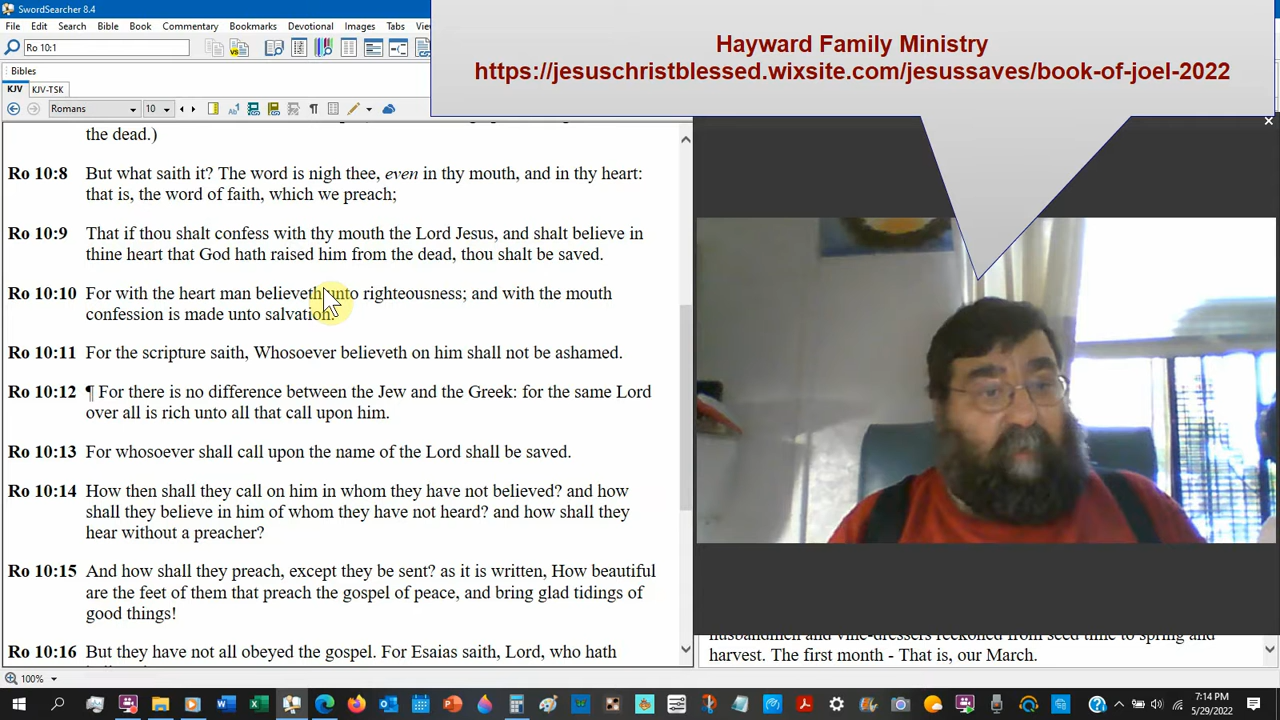 SwordSearcher 8.4
File Edit Search Bible Book Commentary Bookmarks Devotional Images Tabs
Ro 10:1
Bibles
KJV KJV-TSK
Romans 10
Hayward Family Ministry
https://jesuschristblessed.wixsite.com/jesussaves/book-of-joel-2022
the dead.)
Ro 10:8 But what saith it? The word is nigh thee, even in thy mouth, and in thy heart:
that is, the word of faith, which we preach;
Ro 10:9 That if thou shalt confess with thy mouth the Lord Jesus, and shalt believe in
thine heart that God hath raised him from the dead, thou shalt be saved.
Ro 10:10 For with the heart man believeth unto righteousness; and with the mouth
confession is made unto salvation.
Ro 10:11 For the scripture saith, Whosoever believeth on him shall not be ashamed.
Ro 10:12 ¶ For there is no difference between the Jew and the Greek: for the same Lord
over all is rich unto all that call upon him.
Ro 10:13 For whosoever shall call upon the name of the Lord shall be saved.
Ro 10:14 How then shall they call on him in whom they have not believed? and how
shall they believe in him of whom they have not heard? and how shall they
hear without a preacher?
Ro 10:15 And how shall they preach, except they be sent? as it is written, How beautiful
are the feet of them that preach the gospel of peace, and bring glad tidings of
good things!
Ro 10:16 But they have not all obeyed the gospel. For Esaias saith, Lord, who hath
husbandmen and vine-dressers reckoned from seed time to spring and
harvest. The first month - That is, our March.
100%
7:14 PM
5/29/2022